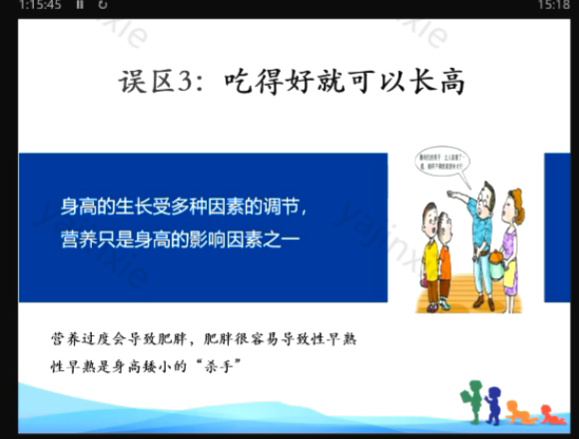 1:15:45
15:18
误区3：吃得好就可以长高
身高的生长受多种因素的调节，
营养只是身高的影响因素之一
营养过度会导致肥胖，肥胖很容易导致性早熟
性早熟是身高矮小的“杀手”
yajinxie
yajinxie